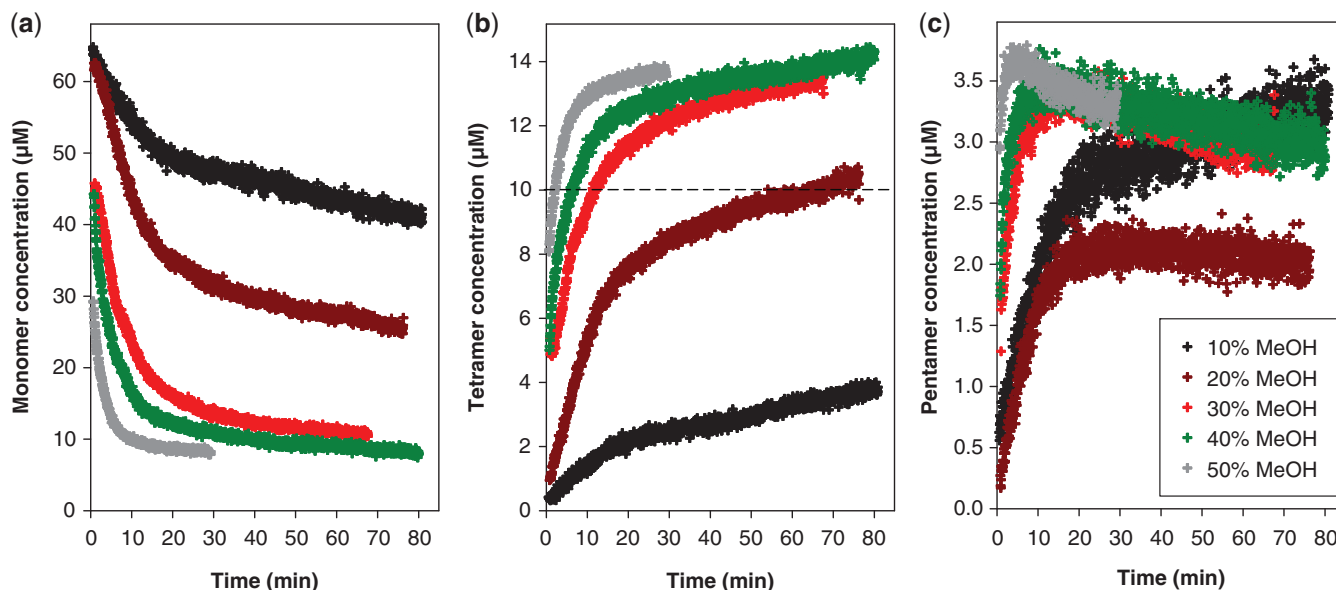 (a)
Monomer concentration (µM)
60
50
40
30
20
10
0
0 10 20 30 40 50 60 70 80
Time (min)
(b)
Tetramer concentration (µM)
14
12
10
8
6
4
2
0
0 10 20 30 40 50 60 70 80
Time (min)
(c)
Pentamer concentration (µM)
3.5
3.0
2.5
2.0
1.5
1.0
0.5
0.0
0 10 20 30 40 50 60 70 80
Time (min)
10% MeOH
20% MeOH
30% MeOH
40% MeOH
50% MeOH